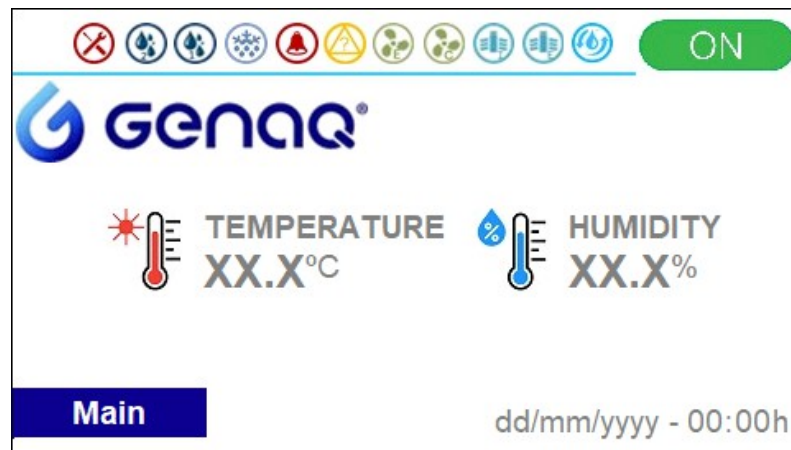 ON
GENAQ®
TEMPERATURE
XX.X°C
HUMIDITY
XX.X%
Main
dd/mm/yyyy - 00:00h